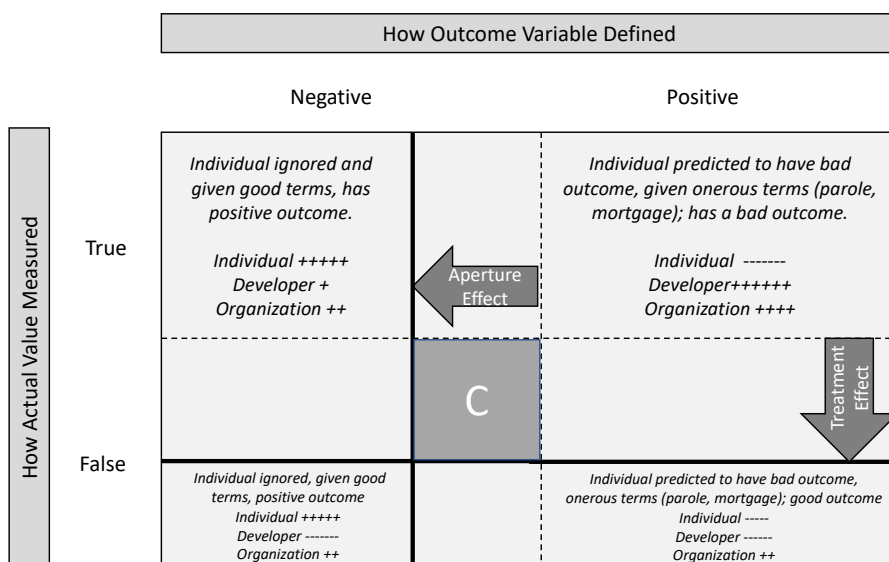 How Outcome Variable Defined
Negative
Positive
How Actual Value Measured
True
Individual ignored and
given good terms, has
positive outcome.
Individual +++++
Developer +
Organization ++
Aperture
Effect
Individual predicted to have bad
outcome, given onerous terms (parole,
mortgage); has a bad outcome.
Individual -------
Developer++++++
Organization ++++
C
Treatment
Effect
False
Individual ignored, given good
terms, positive outcome
Individual +++++
Developer -------
Organization ++
Individual predicted to have bad outcome,
onerous terms (parole, mortgage); good outcome
Individual -----
Developer ------
Organization ++